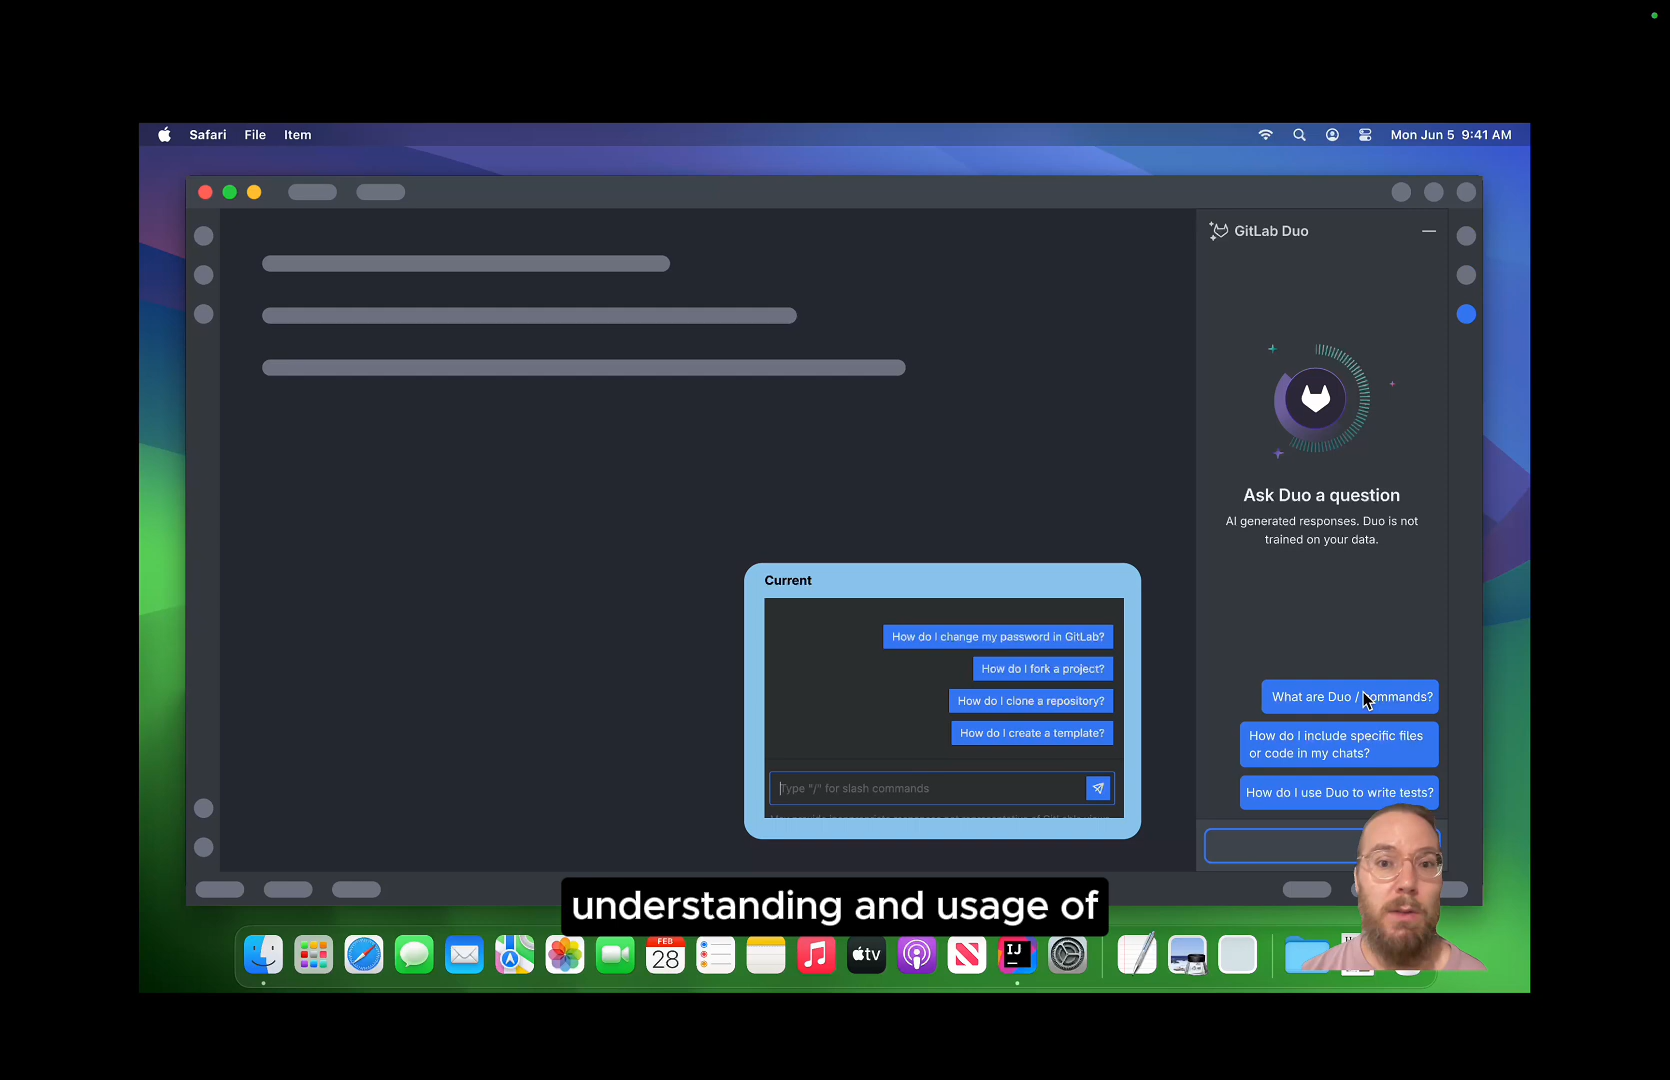 Safari File Item Mon Jun 5 9:41 AM
GitLab Duo
Ask Duo a question
AI generated responses. Duo is not
trained on your data.
Current
How do I change my password in GitLab?
How do I fork a project?
How do I clone a repository?
How do I create a template?
Type "/" for slash commands
What are Duo / commands?
How do I include specific files
or code in my chats?
How do I use Duo to write tests?
understanding and usage of
FEB
28
tv
IJ